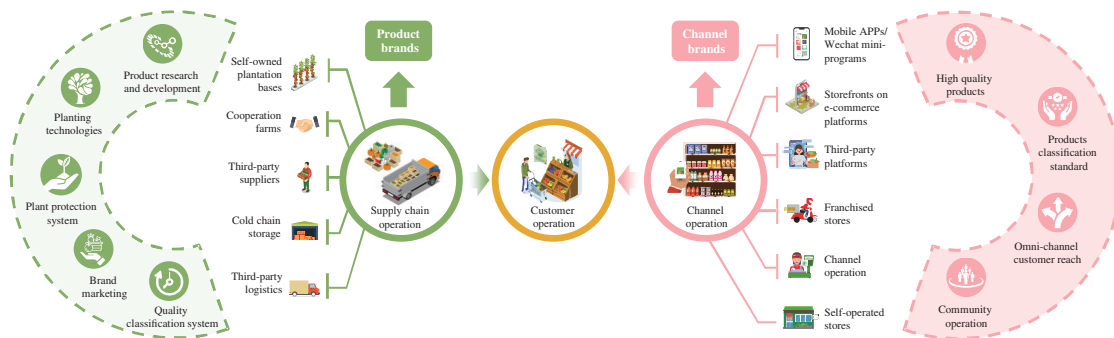 Product research
and development
Planting
technologies
Plant protection
system
Brand
marketing
Quality
classification system
Self-owned
plantation
bases
Cooperation
farms
Third-party
suppliers
Cold chain
storage
Third-party
logistics
Product
brands
Supply chain
operation
Customer
operation
Channel
brands
Channel
operation
Mobile APPs/
Wechat mini-
programs
Storefronts on
e-commerce
platforms
Third-party
platforms
Franchised
stores
Channel
operation
Self-operated
stores
High quality
products
Products
classification
standard
Omni-channel
customer reach
Community
operation